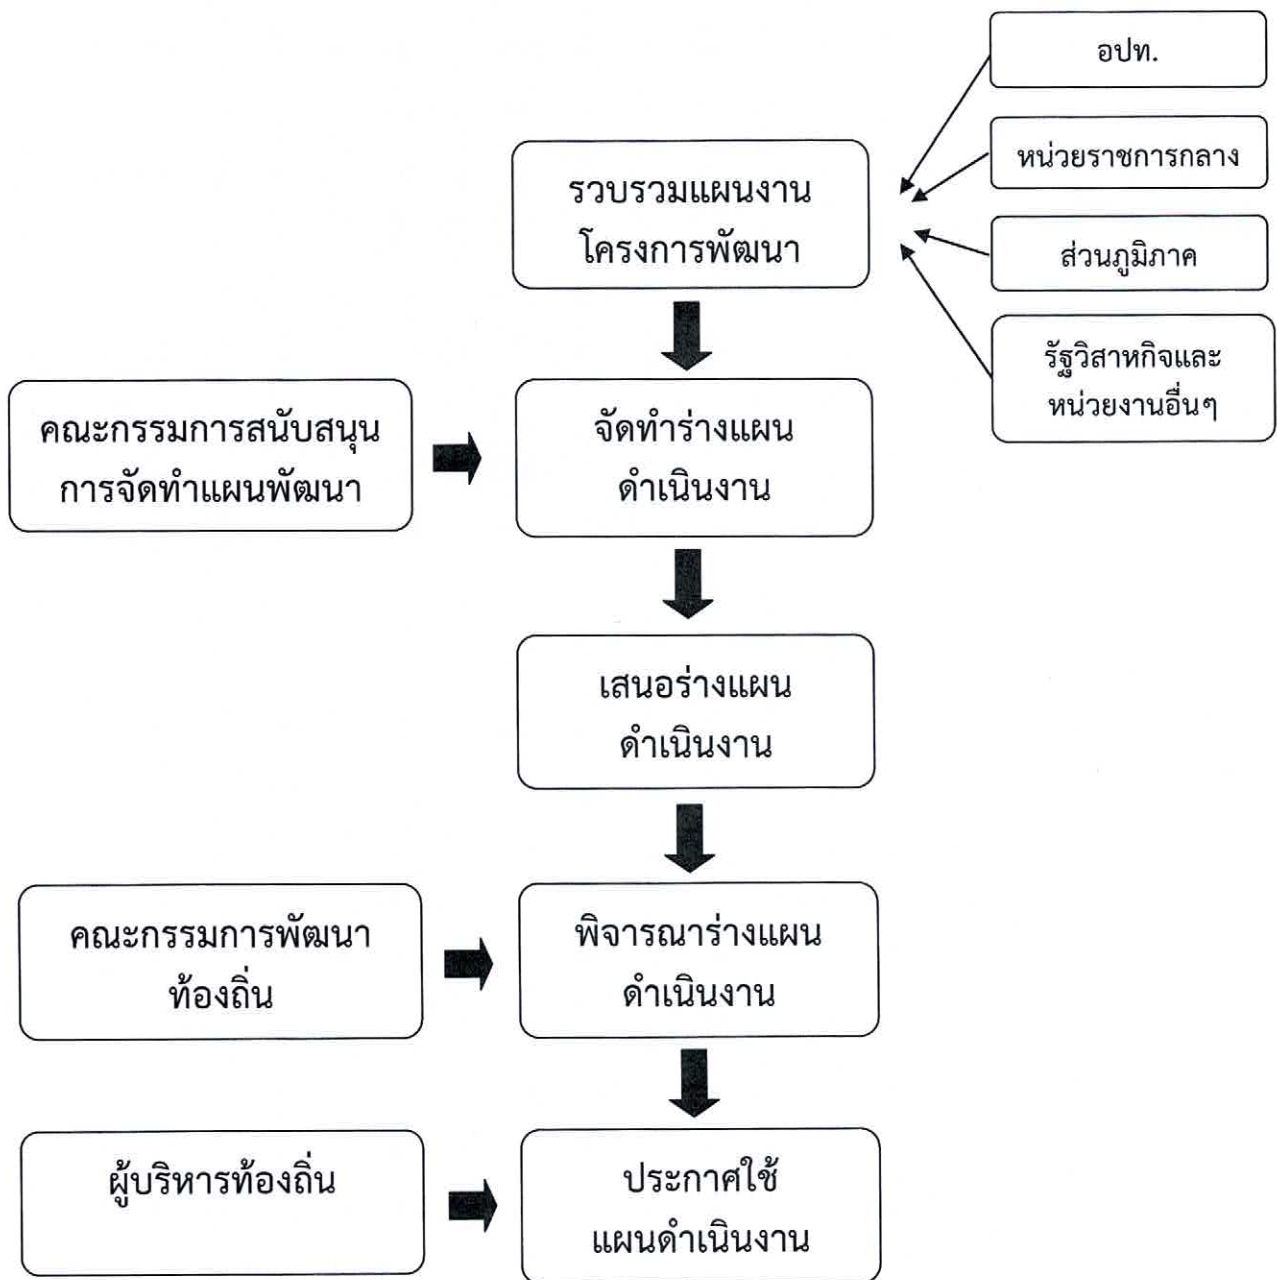 อปท.
หน่วยราชการกลาง
รวบรวมแผนงาน
โครงการพัฒนา
ส่วนภูมิภาค
รัฐวิสาหกิจและ
หน่วยงานอื่นๆ
คณะกรรมการสนับสนุน
การจัดทำแผนพัฒนา
จัดทำร่างแผน
ดำเนินงาน
เสนอร่างแผน
ดำเนินงาน
คณะกรรมการพัฒนา
ท้องถิ่น
พิจารณาร่างแผน
ดำเนินงาน
ผู้บริหารท้องถิ่น
ประกาศใช้
แผนดำเนินงาน